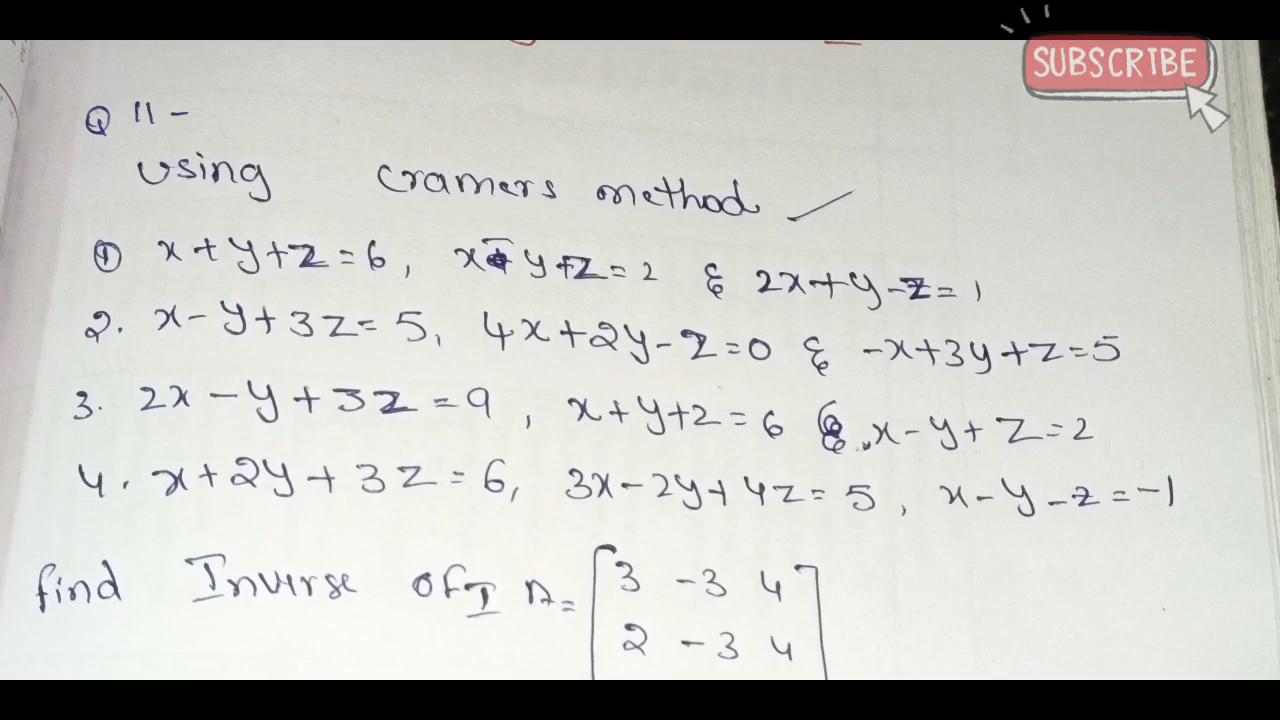 SUBSCRIBE
Q 11 -
using cramers method
① x+y+z=6, x-y+z=2 & 2x+y-z=1
2. x-y+3z=5, 4x+2y-z=0 & -x+3y+z=5
3. 2x-y+3z=9, x+y+z=6 & x-y+z=2
4. x+2y+3z=6, 3x-2y+4z=5, x-y-z=-1
find Inverse of I A= [3 -3 4
2 -3 4